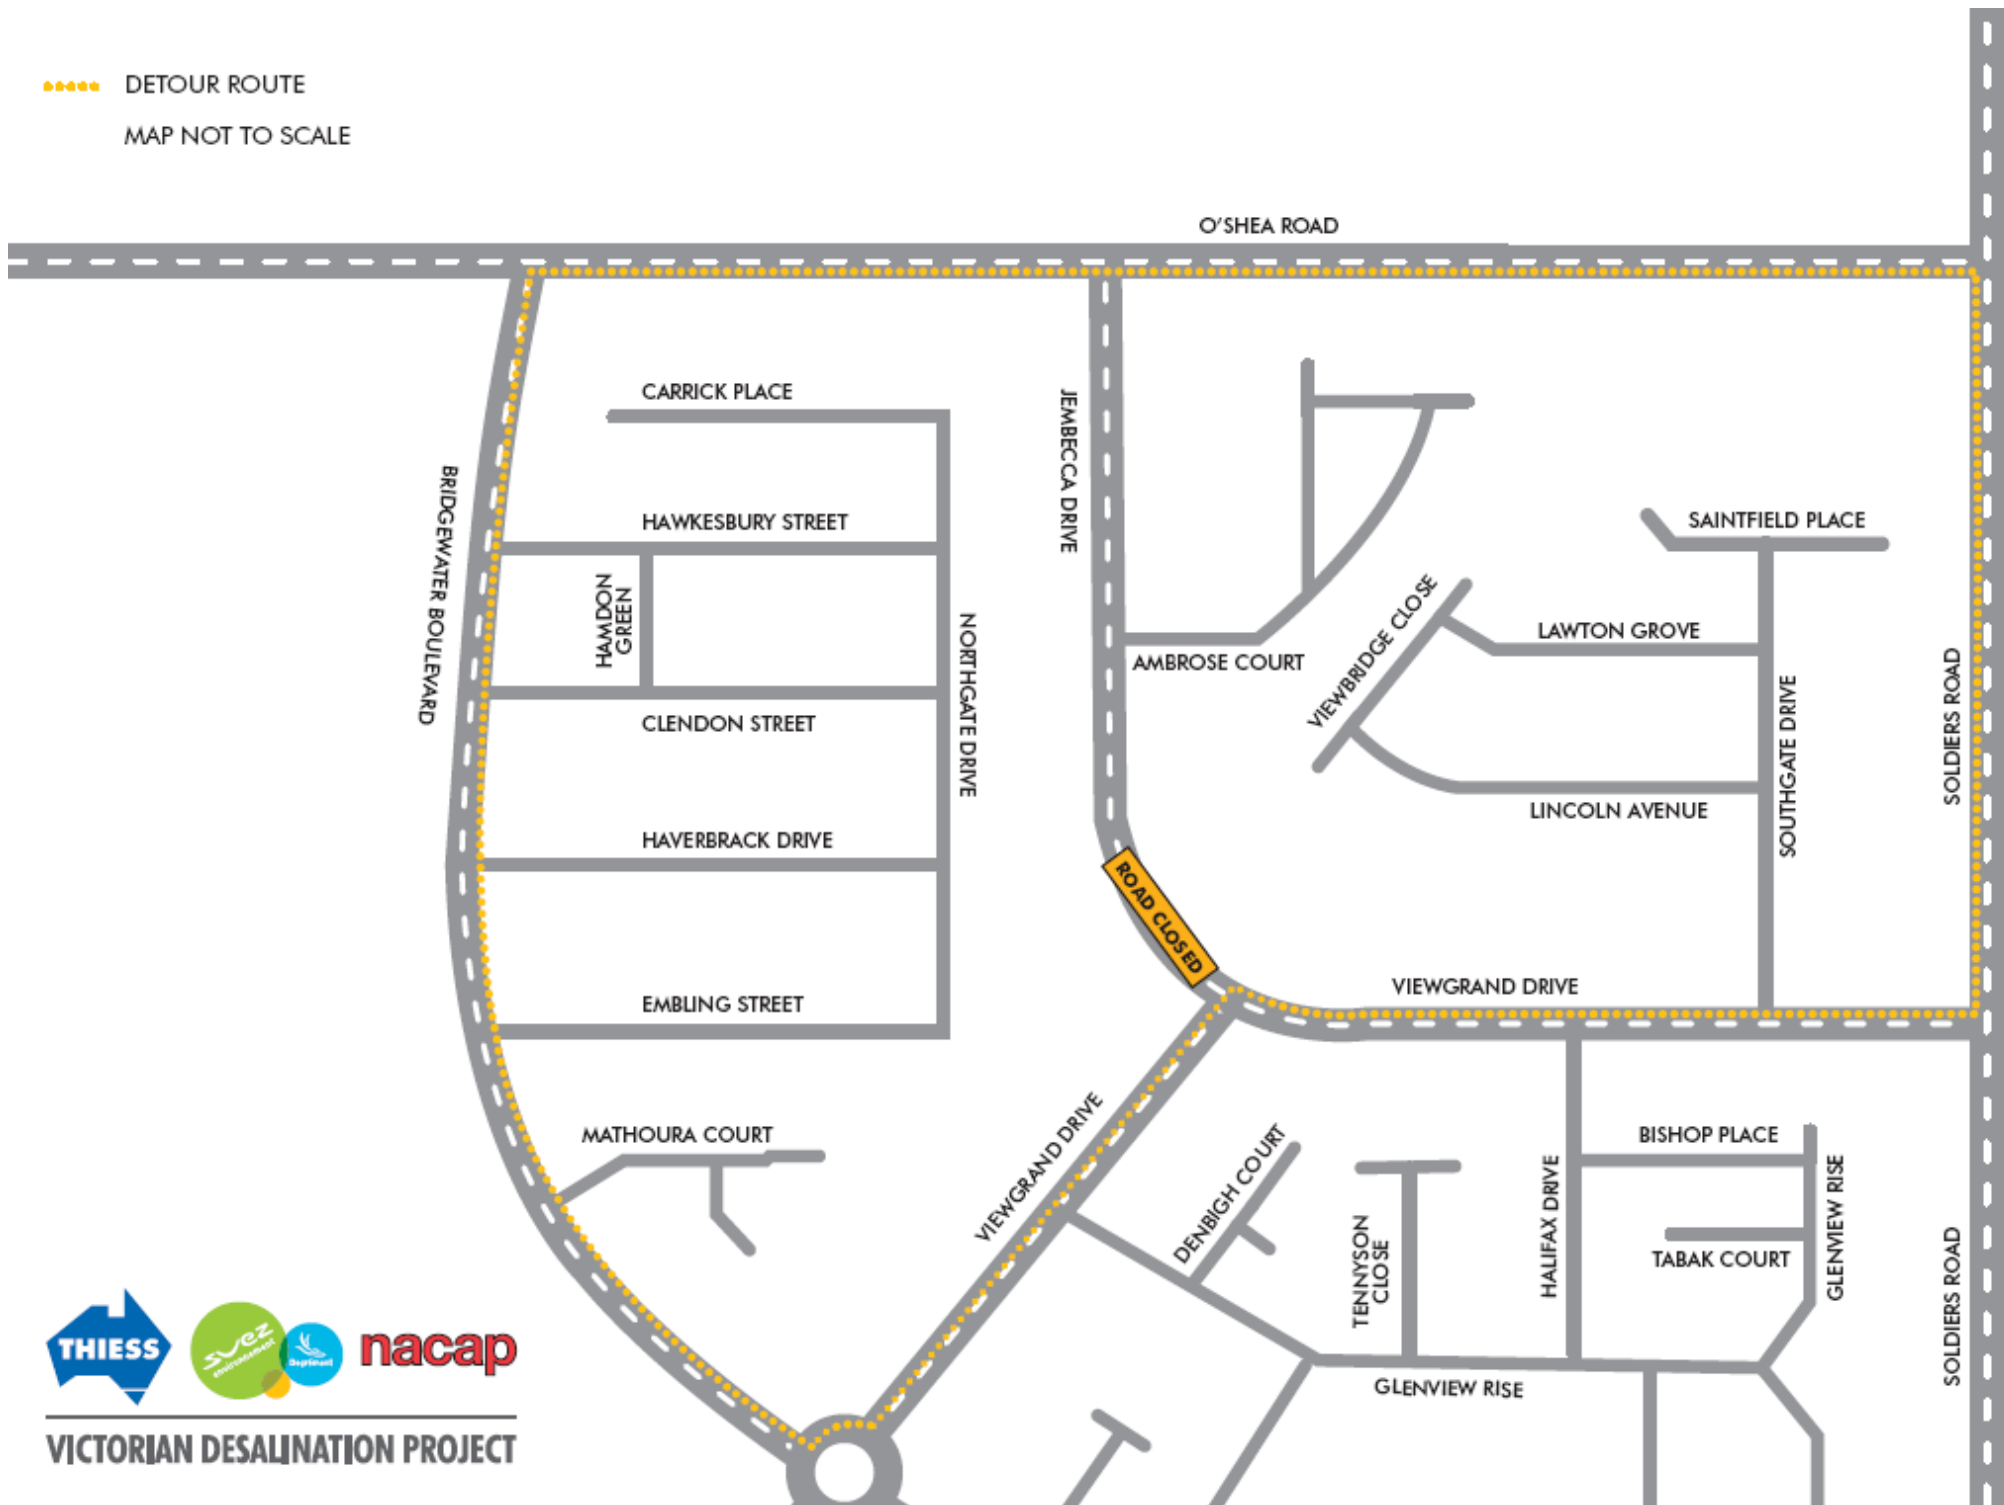 DETOUR ROUTE
MAP NOT TO SCALE
O'SHEA ROAD
CARRICK PLACE
JEMBECCA DRIVE
BRIDGEWATER BOULEVARD
HAWKESBURY STREET
SAINTFIELD PLACE
HAMDON
GREEN
NORTHGATE DRIVE
VIEWBRIDGE CLOSE
LAWTON GROVE
AMBROSE COURT
SOLDIERS ROAD
SOUTHGATE DRIVE
CLENDON STREET
LINCOLN AVENUE
HAVERBRACK DRIVE
ROAD CLOSED
VIEWGRAND DRIVE
EMBLING STREET
MATHOURA COURT
VIEWGRAND DRIVE
DENBIGH COURT
BISHOP PLACE
HALIFAX DRIVE
GLENVIEW RISE
TENNYSON
CLOSE
TABAK COURT
SOLDIERS ROAD
GLENVIEW RISE
THIESS
suez
environnement
Degrémont
nacap
VICTORIAN DESALINATION PROJECT